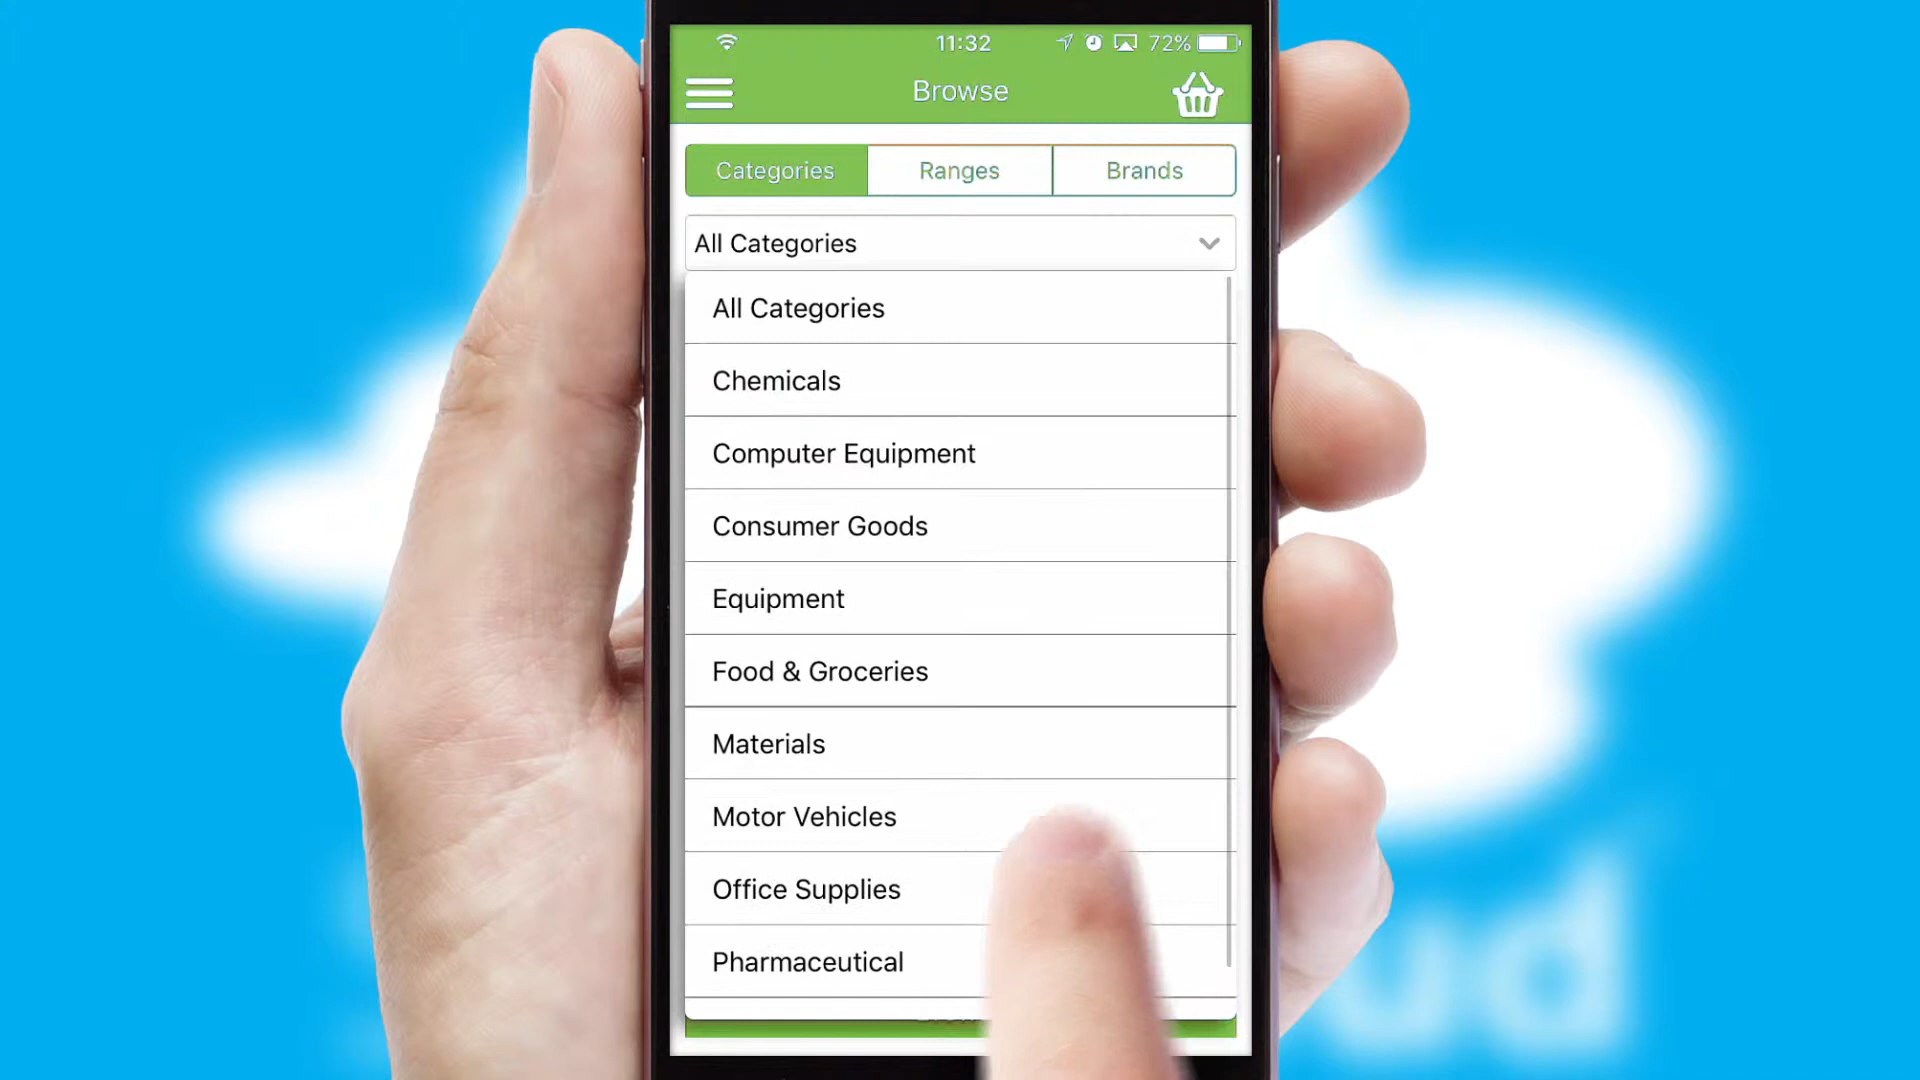 11:32
72%
Browse
Categories
Ranges
Brands
All Categories
All Categories
Chemicals
Computer Equipment
Consumer Goods
Equipment
Food & Groceries
Materials
Motor Vehicles
Office Supplies
Pharmaceutical